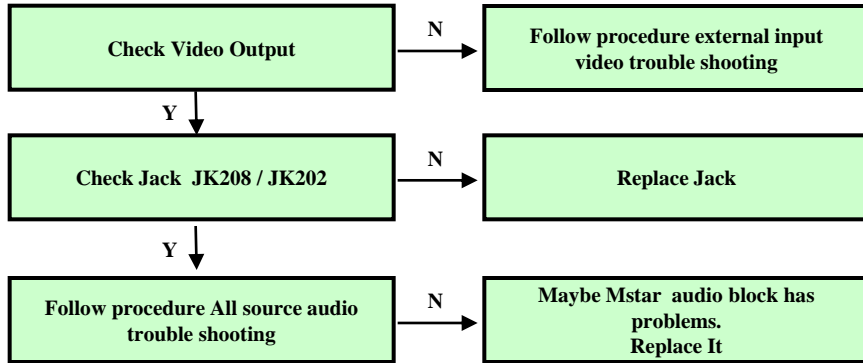 Check Video Output
N
Follow procedure external input
video trouble shooting
Y
Check Jack JK208 / JK202
N
Replace Jack
Y
Follow procedure All source audio
trouble shooting
N
Maybe Mstar audio block has
problems.
Replace It